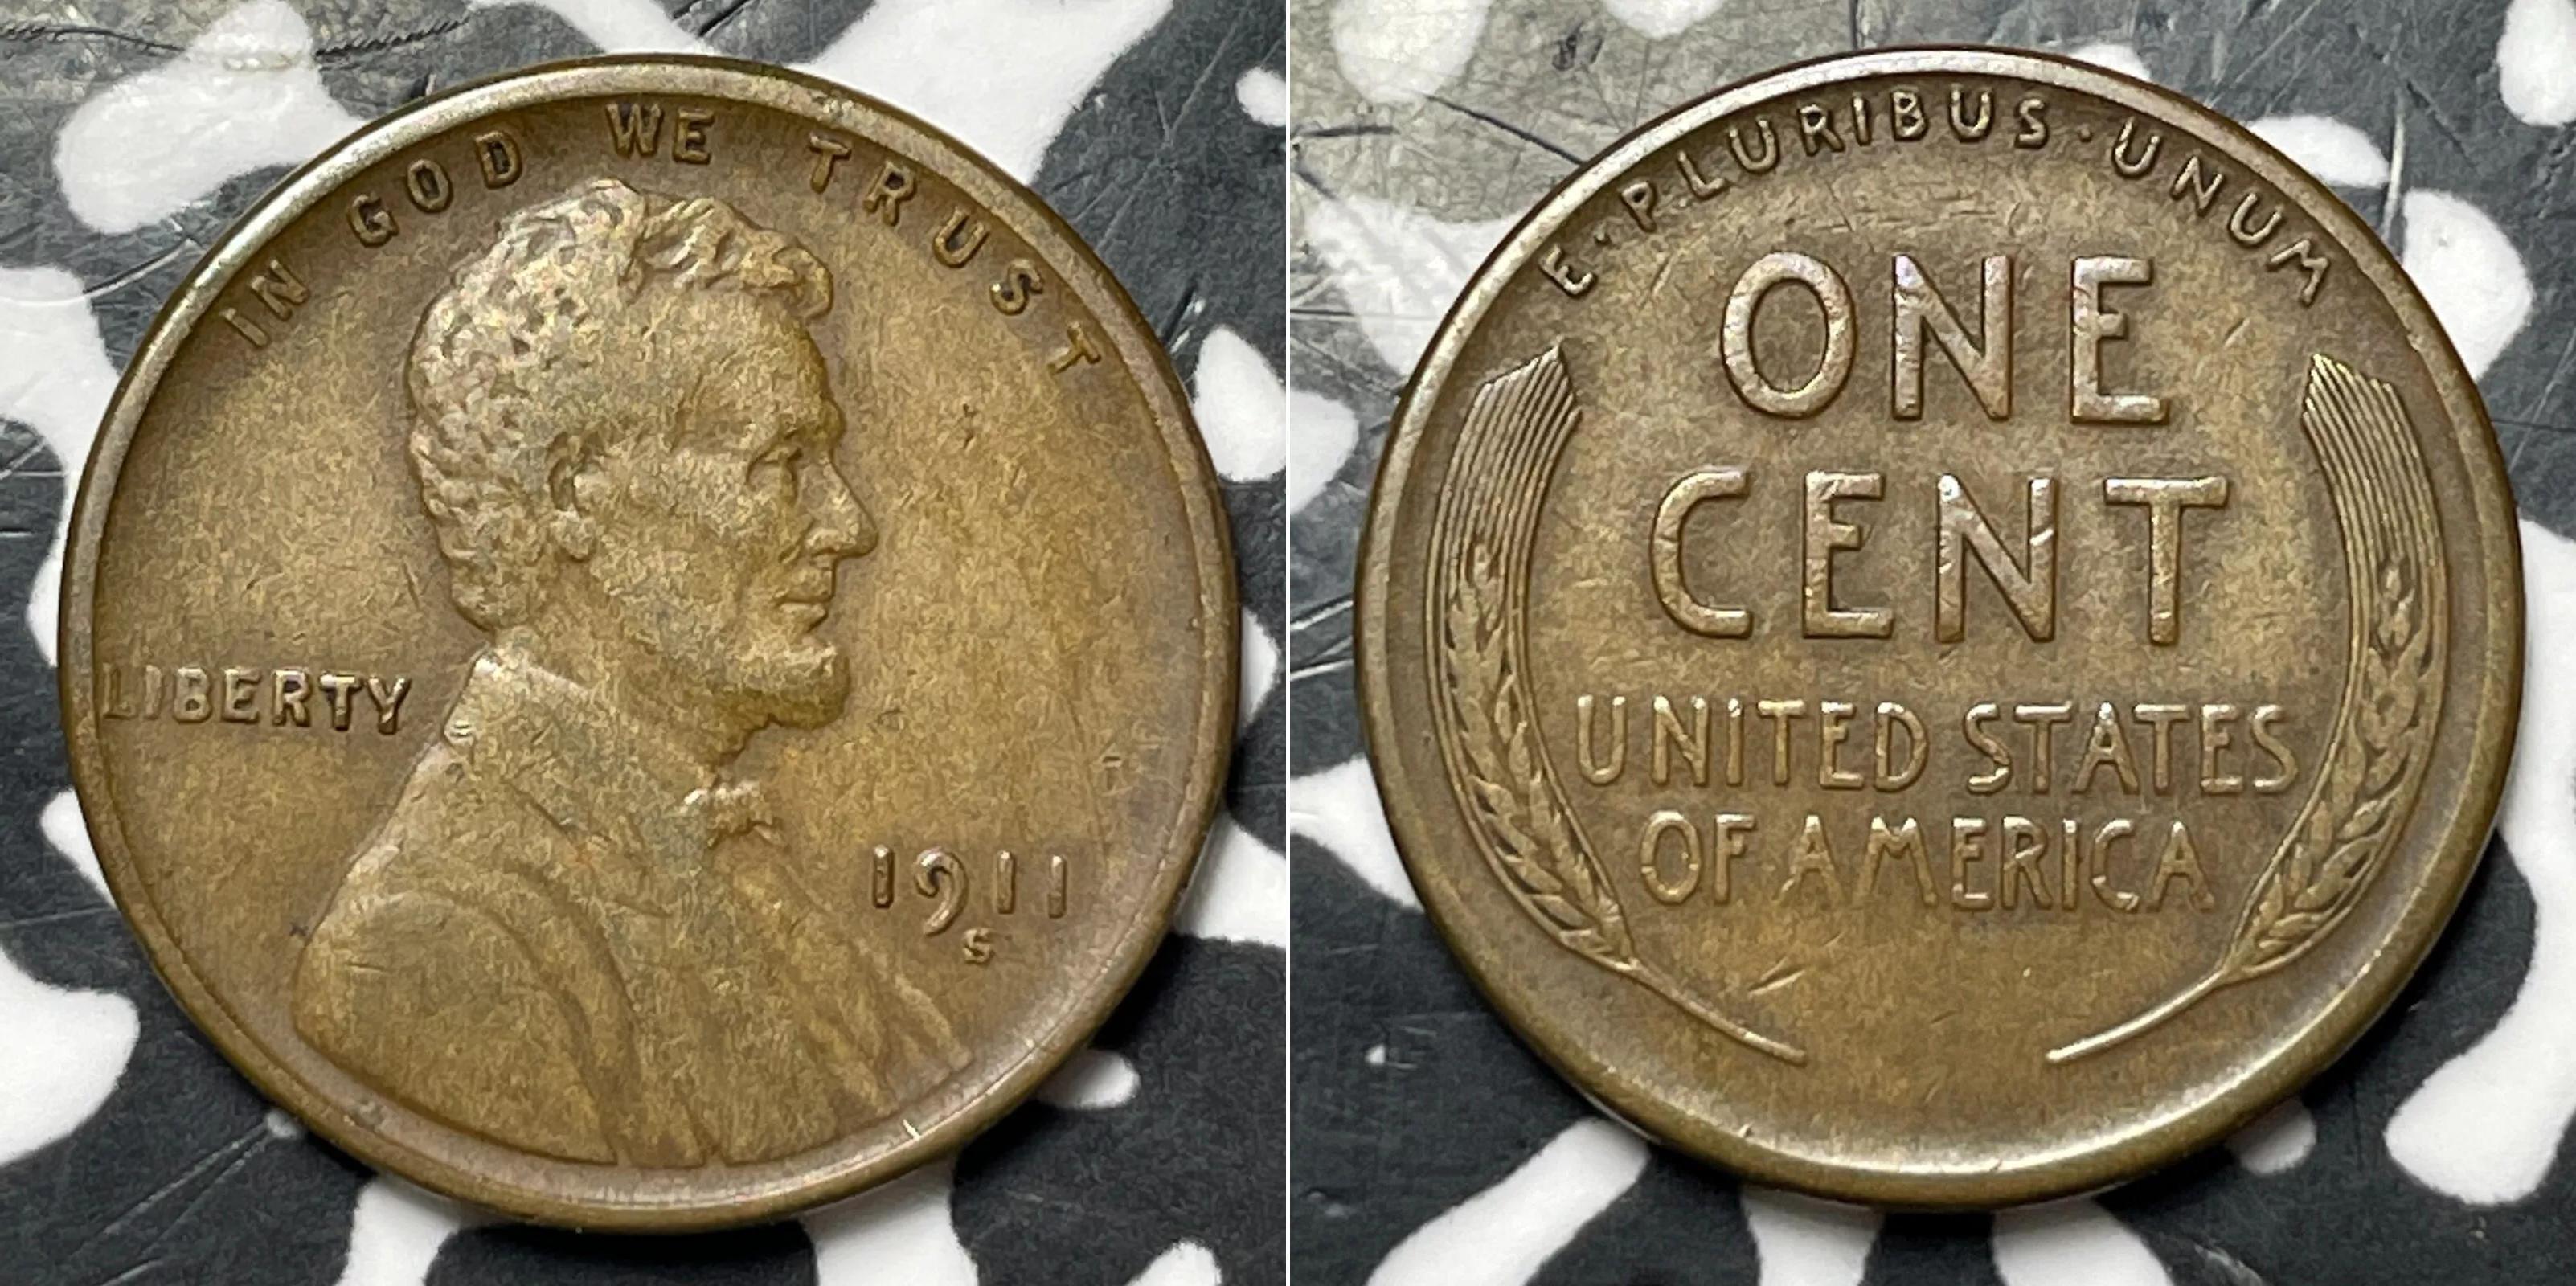 IN GOD WE TRUST
LIBERTY
1911
S
E·PLURIBUS·UNUM
ONE
CENT
UNITED STATES
OF AMERICA